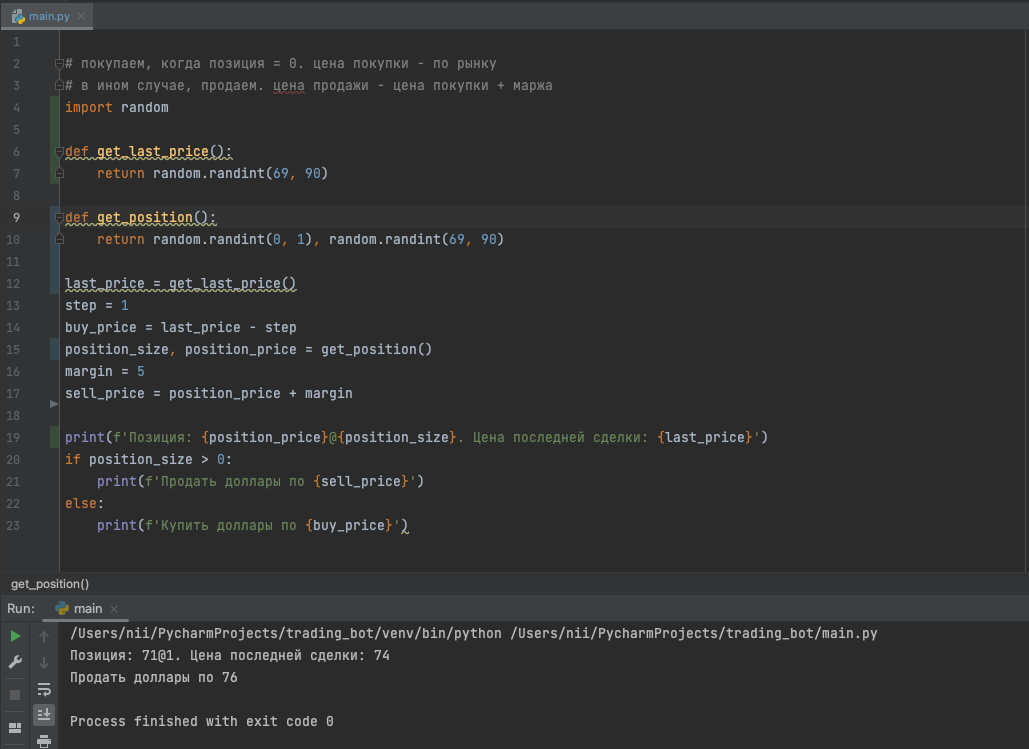 main.py
1
2 # покупаем, когда позиция = 0. цена покупки - по рынку
3 # в ином случае, продаем. цена продажи - цена покупки + маржа
4 import random
5
6 def get_last_price():
7     return random.randint(69, 90)
8
9 def get_position():
10     return random.randint(0, 1), random.randint(69, 90)
11
12 last_price = get_last_price()
13 step = 1
14 buy_price = last_price - step
15 position_size, position_price = get_position()
16 margin = 5
17 sell_price = position_price + margin
18
19 print(f'Позиция: {position_price}@{position_size}. Цена последней сделки: {last_price}')
20 if position_size > 0:
21     print(f'Продать доллары по {sell_price}')
22 else:
23     print(f'Купить доллары по {buy_price}')
get_position()
Run: main
/Users/nii/PycharmProjects/trading_bot/venv/bin/python /Users/nii/PycharmProjects/trading_bot/main.py
Позиция: 71@1. Цена последней сделки: 74
Продать доллары по 76
Process finished with exit code 0